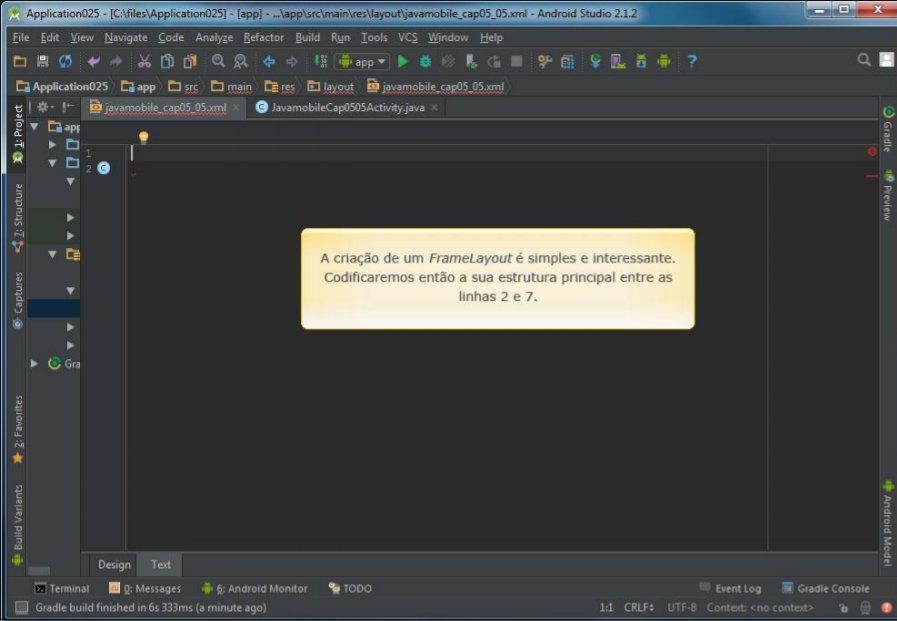 Application025 - [C:\files\Application025] - [app] - ...\app\src\main\res\layout\javamobile_cap05_05.xml - Android Studio 2.1.2
File Edit View Navigate Code Analyze Refactor Build Run Tools VCS Window Help
app
Application025 app src main res layout javamobile_cap05_05.xml
javamobile_cap05_05.xml JavamobileCap0505Activity.java
1: Project
7: Structure
Captures
2: Favorites
Build Variants
app
Gra
1
2
A criação de um FrameLayout é simples e interessante.
Codificaremos então a sua estrutura principal entre as
linhas 2 e 7.
Gradle
Preview
Android Model
Design Text
Terminal 0: Messages 6: Android Monitor TODO Event Log Gradle Console
Gradle build finished in 6s 333ms (a minute ago) 1:1 CRLF UTF-8 Context: <no context>